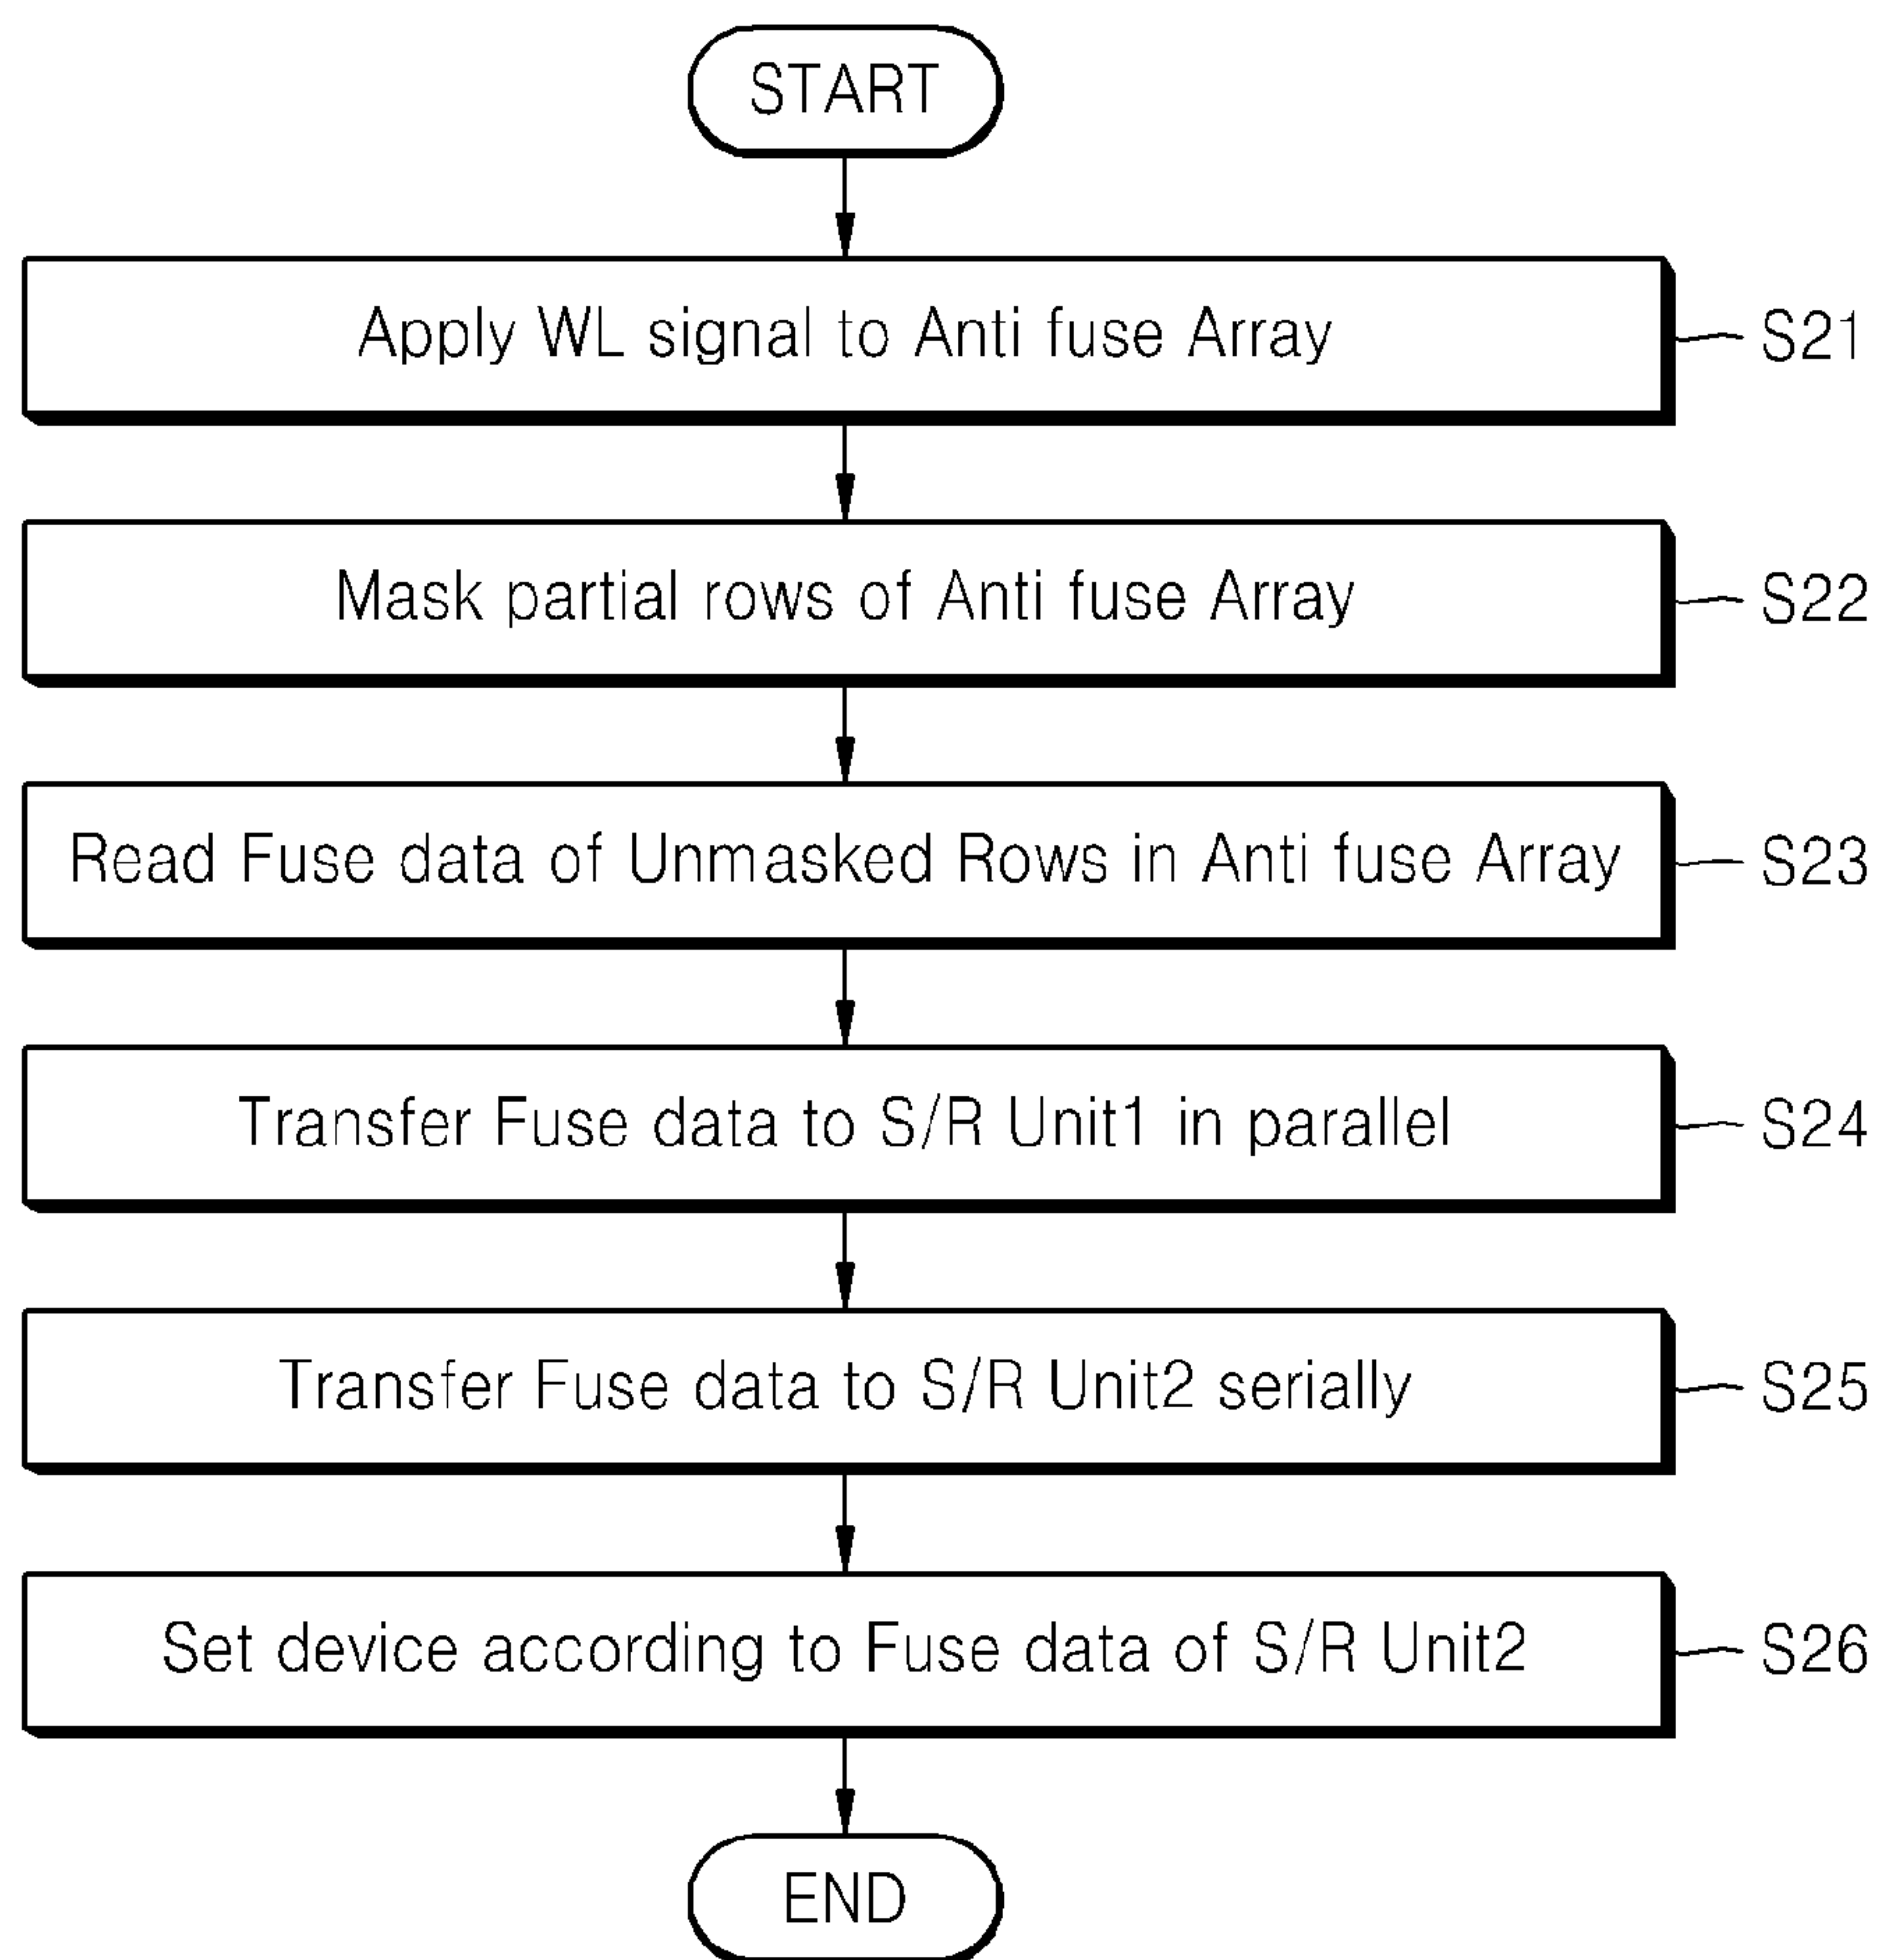 START
Apply WL signal to Anti fuse Array
S21
Mask partial rows of Anti fuse Array
S22
Read Fuse data of Unmasked Rows in Anti fuse Array
S23
Transfer Fuse data to S/R Unit1 in parallel
S24
Transfer Fuse data to S/R Unit2 serially
S25
Set device according to Fuse data of S/R Unit2
S26
END